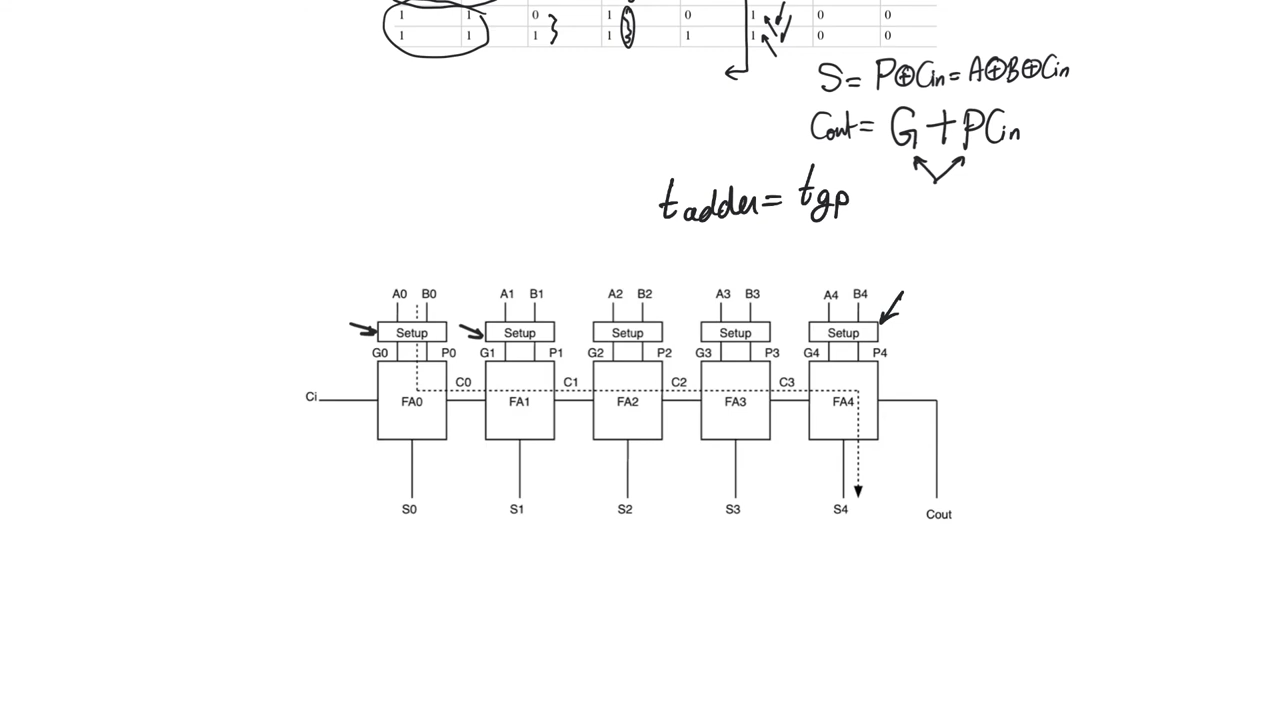 1 1 0 1 0 1 0 0
1 1 1 1 1 1 0 0
S = P⊕Cin = A⊕B⊕Cin
Cout = G + PCin
tadder = tgp
A0 B0 A1 B1 A2 B2 A3 B3 A4 B4
Setup Setup Setup Setup Setup
G0 P0 G1 P1 G2 P2 G3 P3 G4 P4
C0 C1 C2 C3
Ci FA0 FA1 FA2 FA3 FA4
S0 S1 S2 S3 S4 Cout